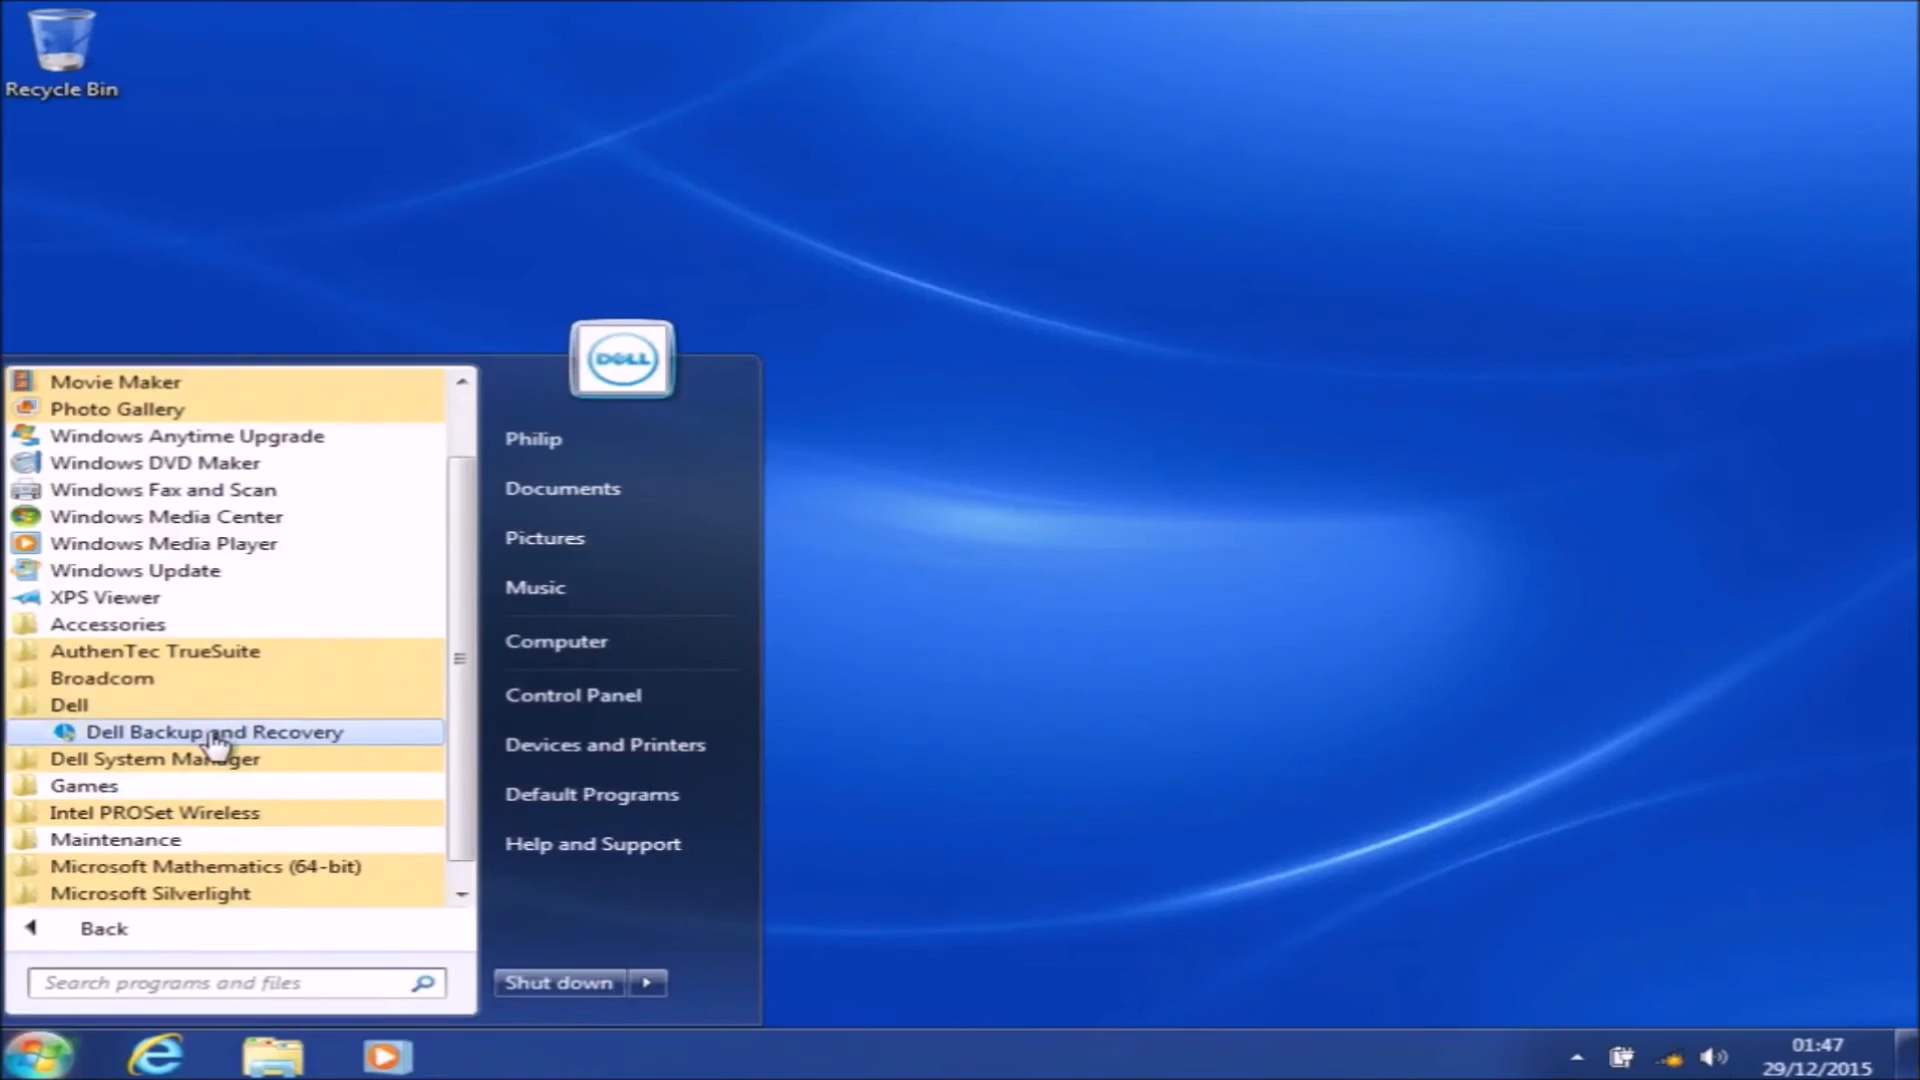 Recycle Bin
DELL
Movie Maker
Photo Gallery
Windows Anytime Upgrade
Windows DVD Maker
Windows Fax and Scan
Windows Media Center
Windows Media Player
Windows Update
XPS Viewer
Accessories
AuthenTec TrueSuite
Broadcom
Dell
Dell Backup and Recovery
Dell System Manager
Games
Intel PROSet Wireless
Maintenance
Microsoft Mathematics (64-bit)
Microsoft Silverlight
Back
Search programs and files
Philip
Documents
Pictures
Music
Computer
Control Panel
Devices and Printers
Default Programs
Help and Support
Shut down
01:47
29/12/2015